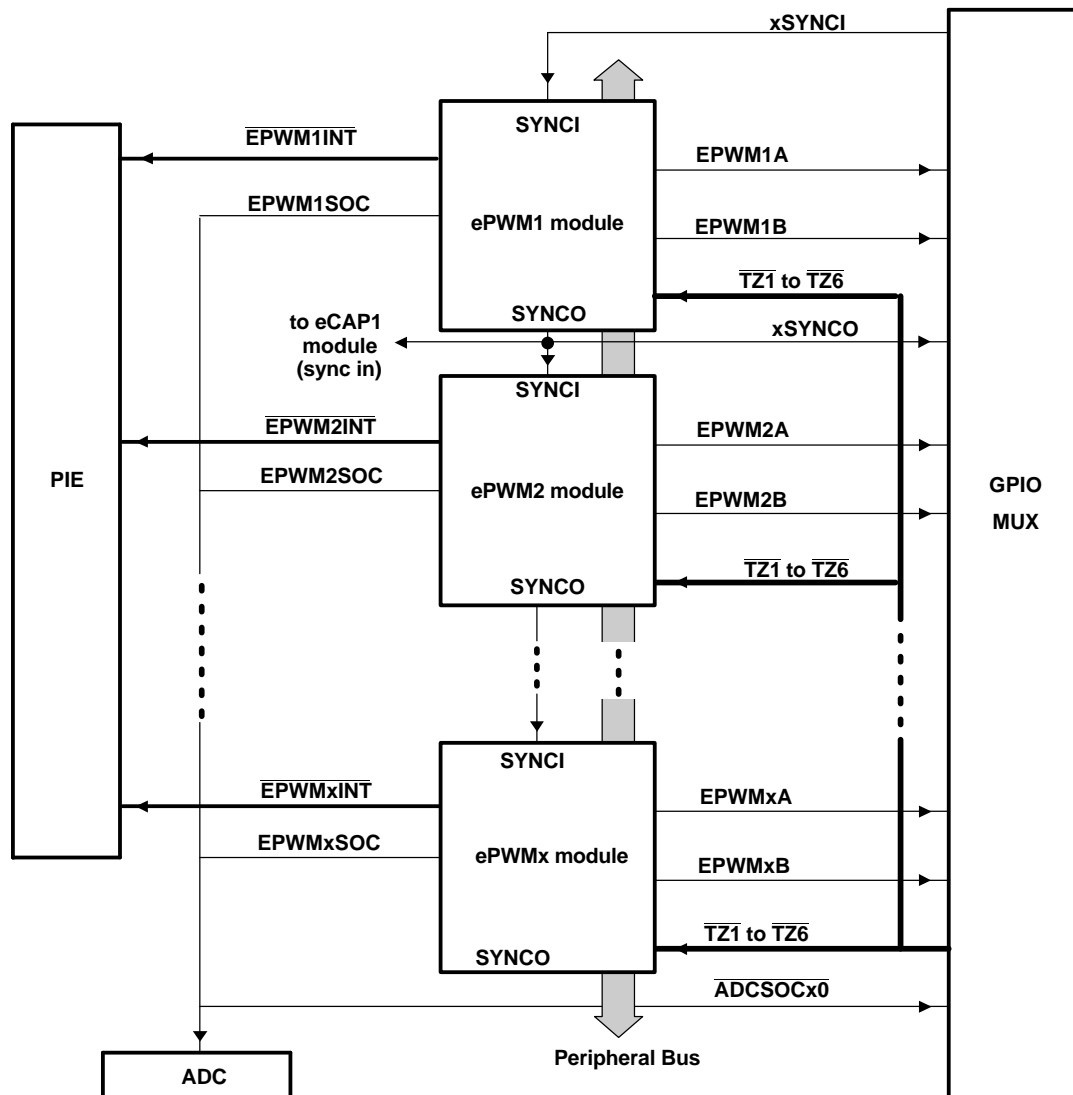 xSYNCI
SYNCI
EPWM1INT
EPWM1A
EPWM1SOC
ePWM1 module
EPWM1B
TZ1 to TZ6
SYNCO
to eCAP1
module
(sync in)
xSYNCO
SYNCI
EPWM2INT
EPWM2A
PIE
EPWM2SOC
ePWM2 module
GPIO
MUX
EPWM2B
TZ1 to TZ6
SYNCO
SYNCI
EPWMxINT
EPWMxA
EPWMxSOC
ePWMx module
EPWMxB
TZ1 to TZ6
SYNCO
ADCSOCx0
Peripheral Bus
ADC